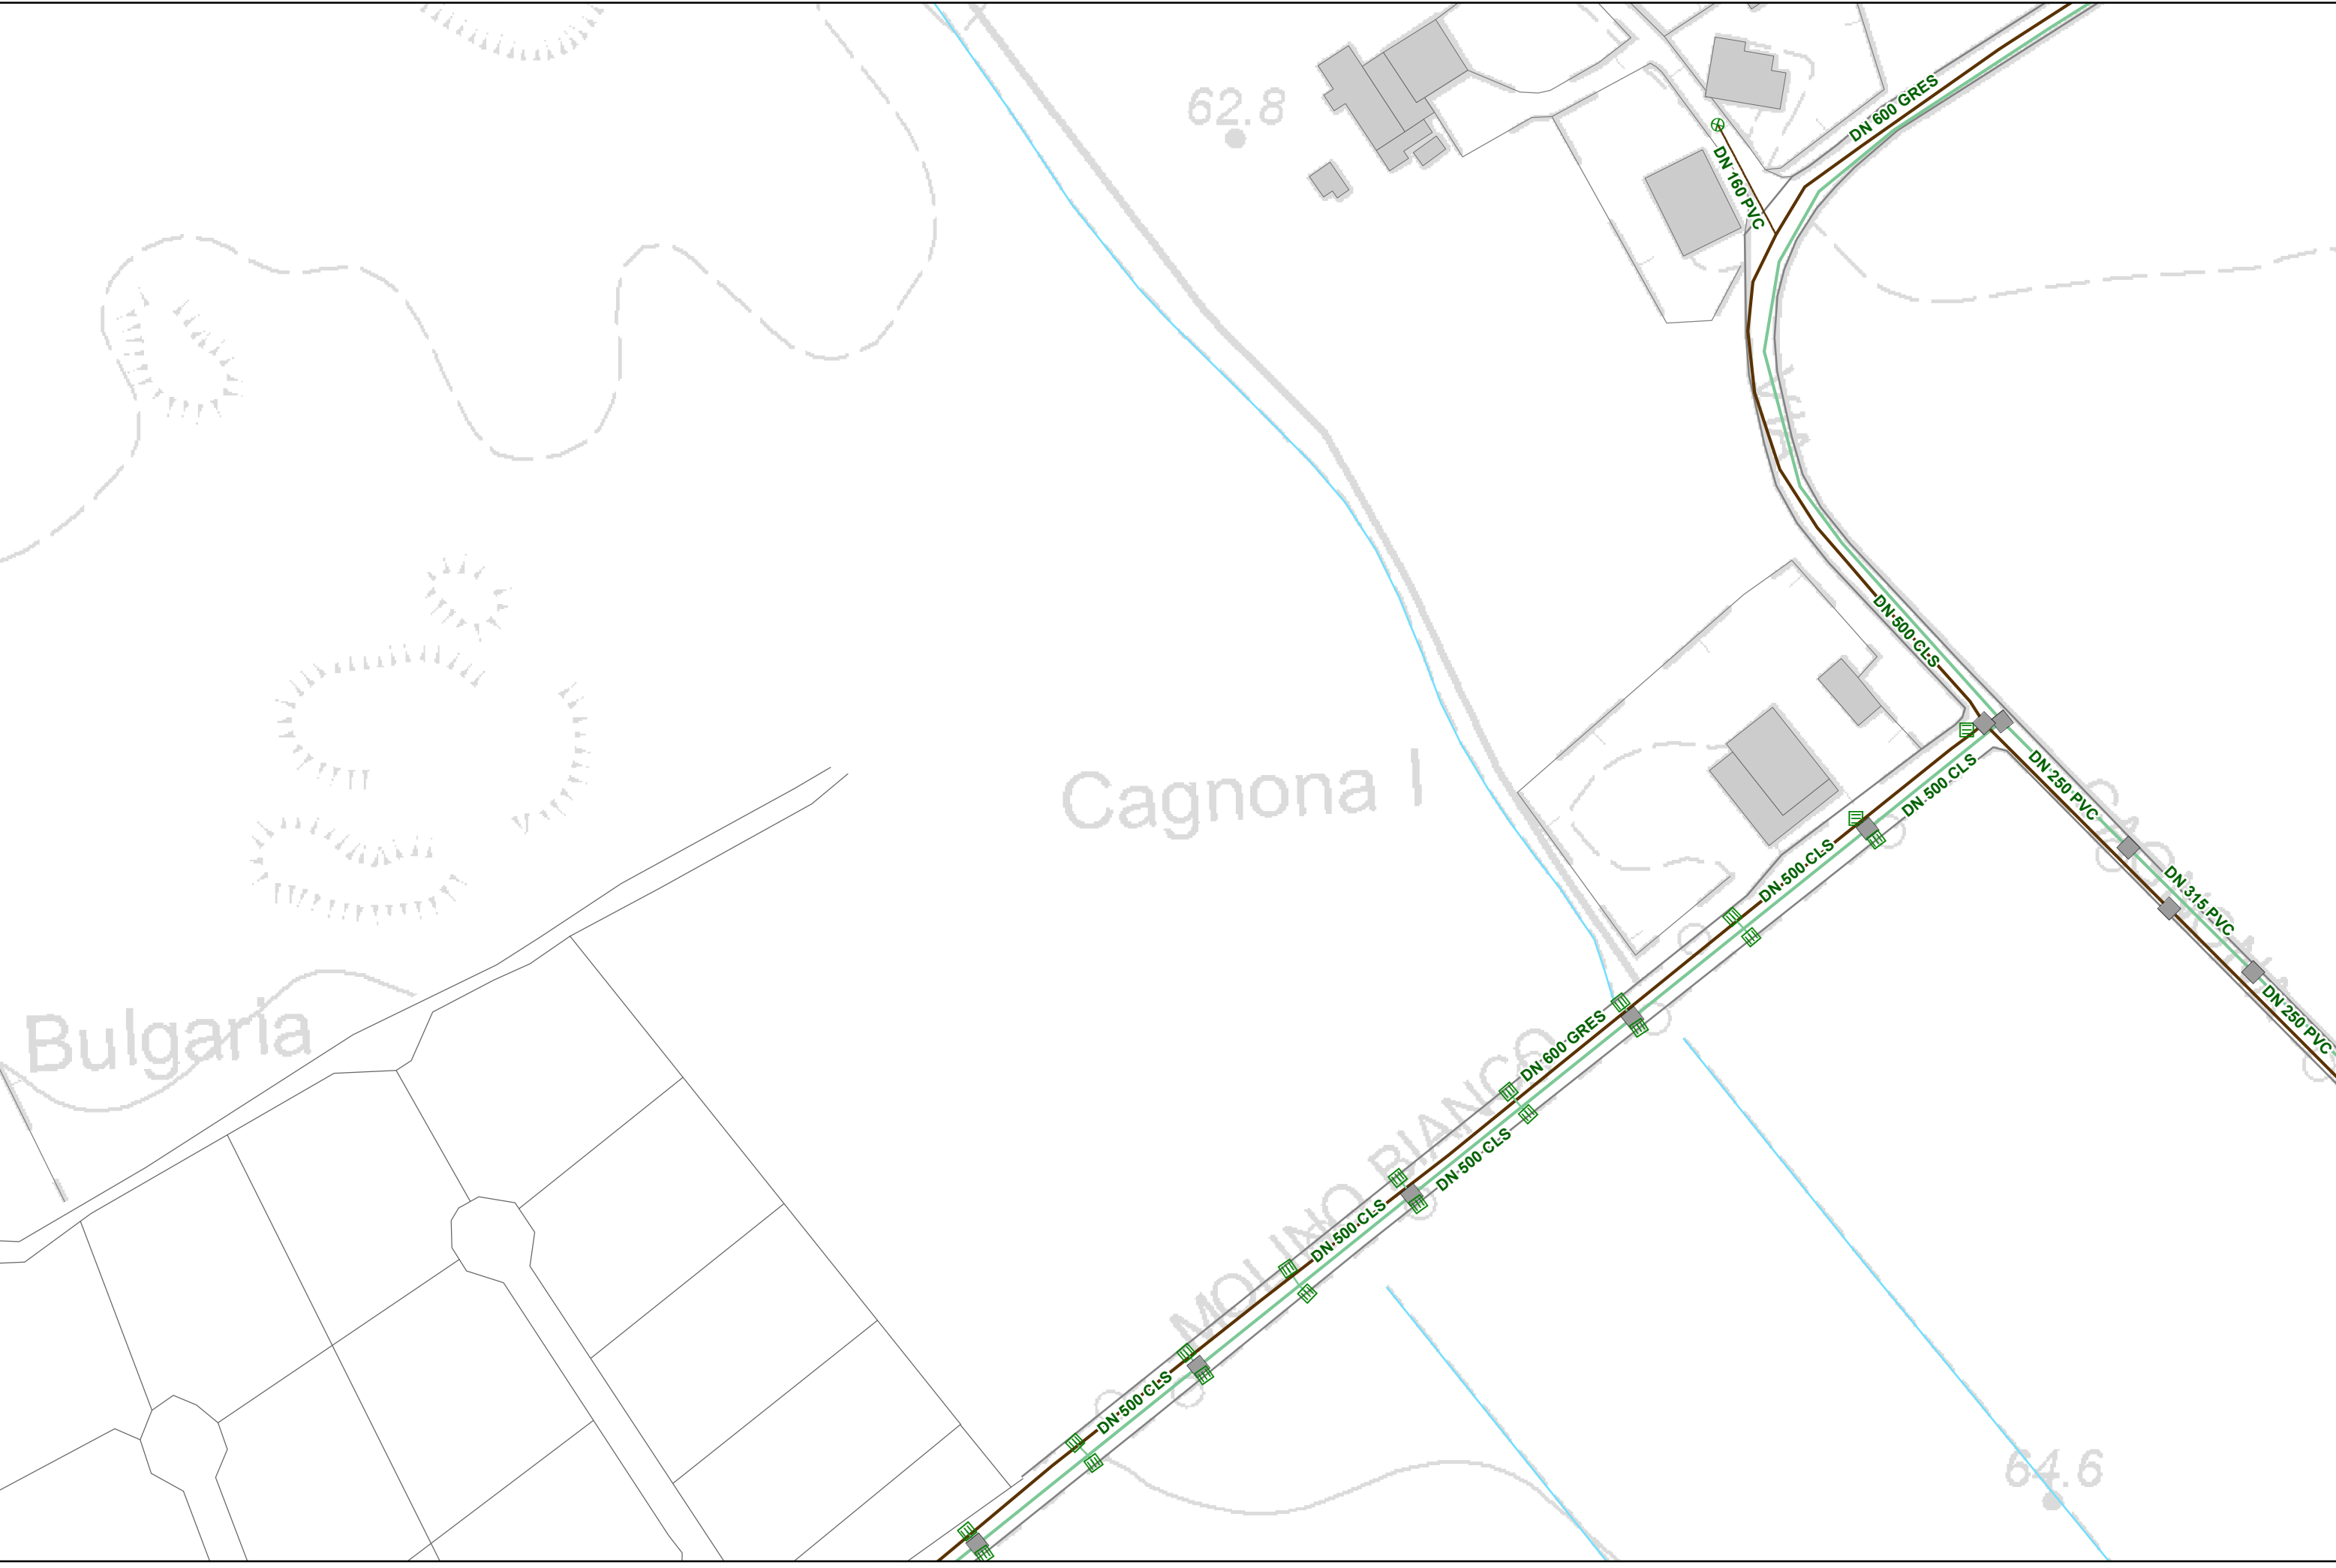 62.8
DN 600 GRES
DN 160 PVC
DN 500 CLS
DN 250 PVC
DN 500 CLS
DN 500 CLS
DN 315 PVC
DN 250 PVC
Cagnona I
Bulgaria
DN 600 GRES
MOLINO BIANCO
DN 500 CLS
DN 500 CLS
DN 500 CLS
64.6